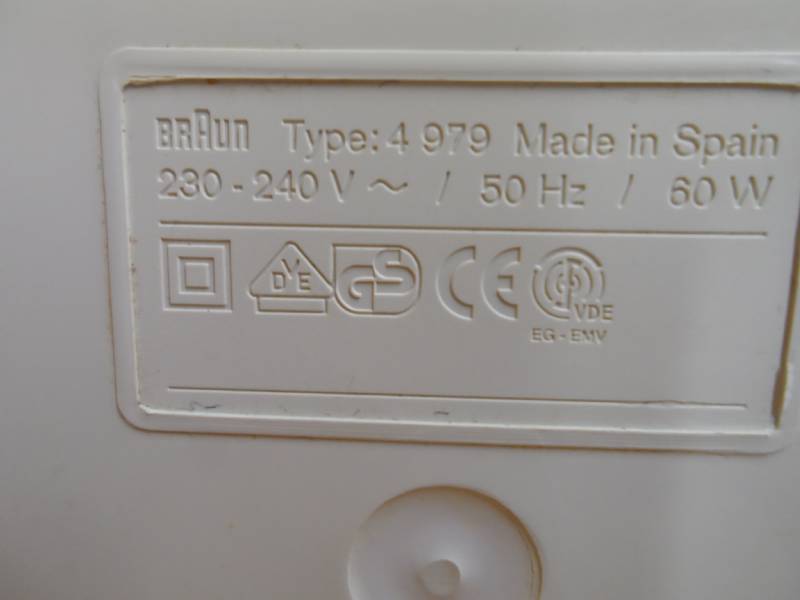 BRAUN Type: 4 979 Made in Spain
230 - 240 V ~ / 50 Hz / 60 W
DVE GS CE VDE
EG - EMV